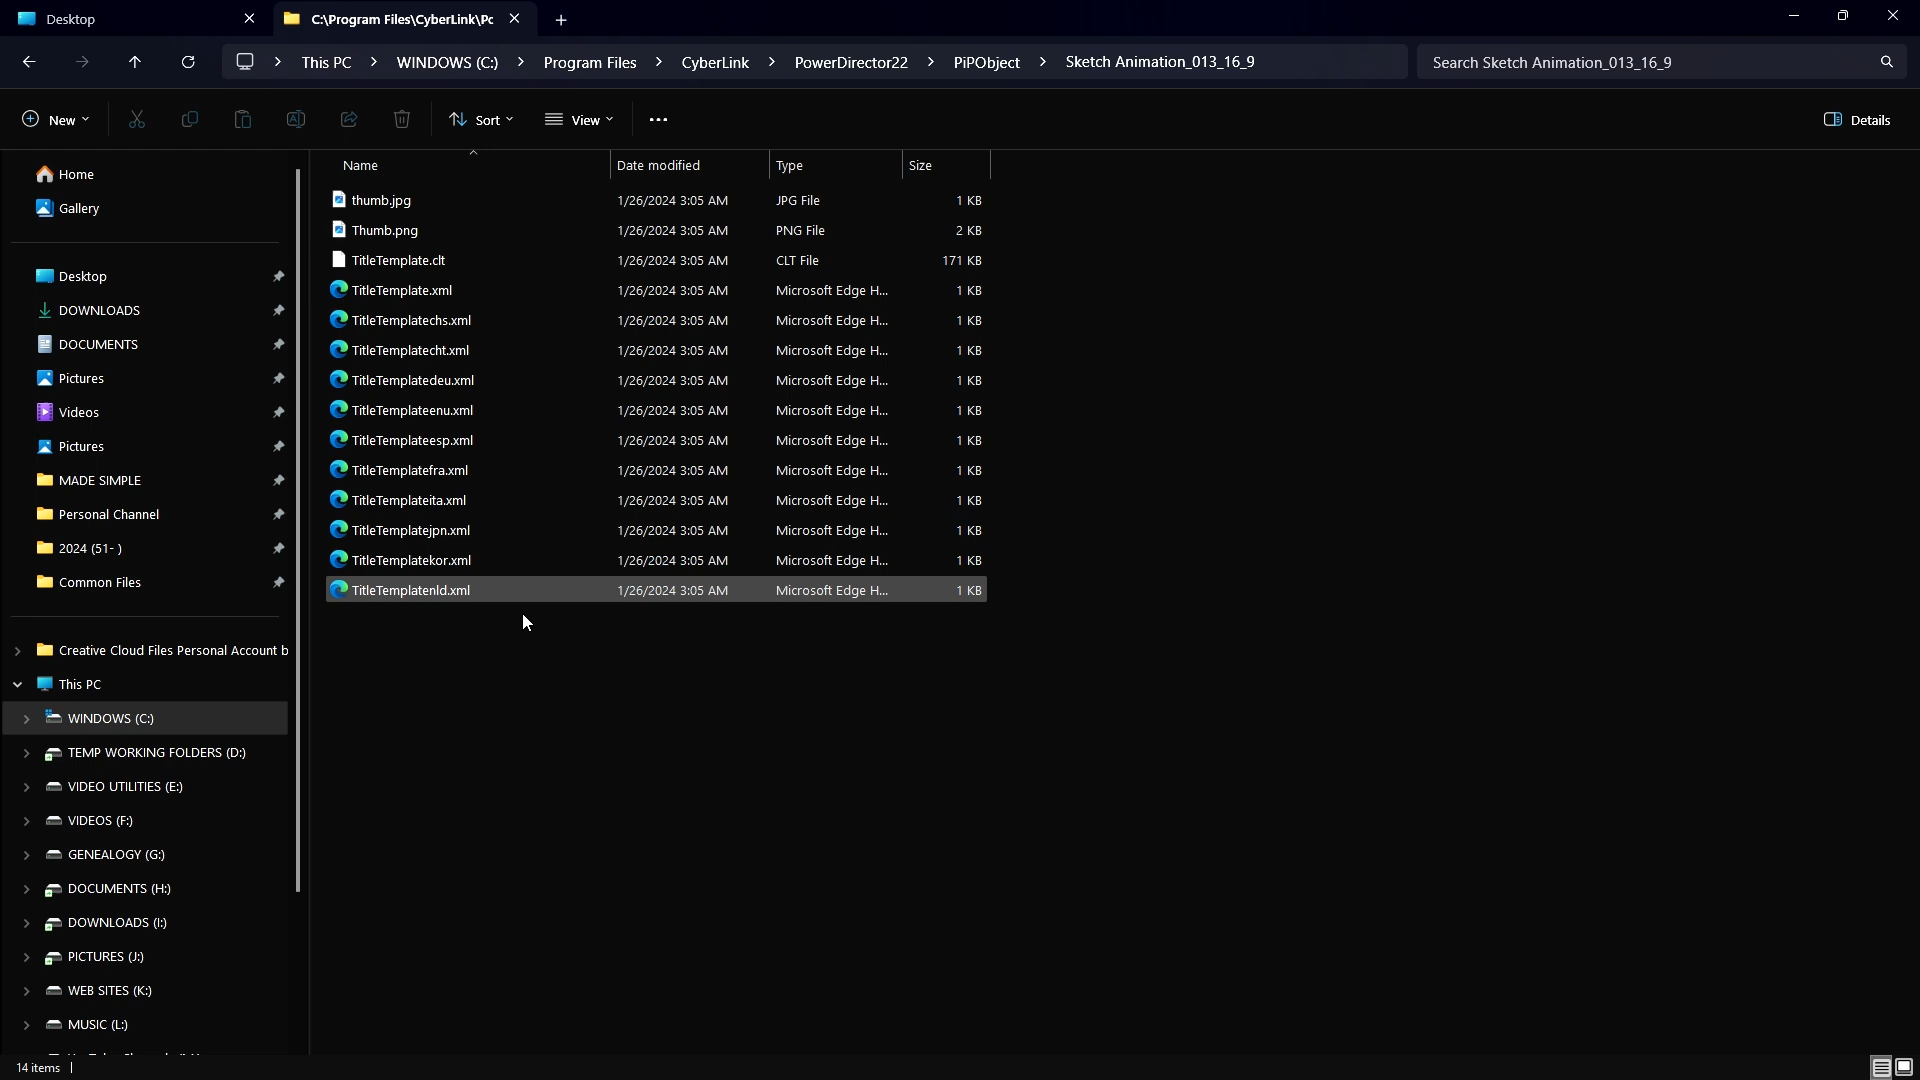 Desktop
C:\Program Files\CyberLink\Pc
This PC > WINDOWS (C:) > Program Files > CyberLink > PowerDirector22 > PiPObject > Sketch Animation_013_16_9
Search Sketch Animation_013_16_9
New
Sort
View
Details
Home
Gallery
Desktop
DOWNLOADS
DOCUMENTS
Pictures
Videos
Pictures
MADE SIMPLE
Personal Channel
2024 (51- )
Common Files
Creative Cloud Files Personal Account b
This PC
WINDOWS (C:)
TEMP WORKING FOLDERS (D:)
VIDEO UTILITIES (E:)
VIDEOS (F:)
GENEALOGY (G:)
DOCUMENTS (H:)
DOWNLOADS (I:)
PICTURES (J:)
WEB SITES (K:)
MUSIC (L:)
Name Date modified Type Size
thumb.jpg 1/26/2024 3:05 AM JPG File 1 KB
Thumb.png 1/26/2024 3:05 AM PNG File 2 KB
TitleTemplate.clt 1/26/2024 3:05 AM CLT File 171 KB
TitleTemplate.xml 1/26/2024 3:05 AM Microsoft Edge H... 1 KB
TitleTemplatechs.xml 1/26/2024 3:05 AM Microsoft Edge H... 1 KB
TitleTemplatecht.xml 1/26/2024 3:05 AM Microsoft Edge H... 1 KB
TitleTemplatedeu.xml 1/26/2024 3:05 AM Microsoft Edge H... 1 KB
TitleTemplateenu.xml 1/26/2024 3:05 AM Microsoft Edge H... 1 KB
TitleTemplateesp.xml 1/26/2024 3:05 AM Microsoft Edge H... 1 KB
TitleTemplatefra.xml 1/26/2024 3:05 AM Microsoft Edge H... 1 KB
TitleTemplateita.xml 1/26/2024 3:05 AM Microsoft Edge H... 1 KB
TitleTemplatejpn.xml 1/26/2024 3:05 AM Microsoft Edge H... 1 KB
TitleTemplatekor.xml 1/26/2024 3:05 AM Microsoft Edge H... 1 KB
TitleTemplatenld.xml 1/26/2024 3:05 AM Microsoft Edge H... 1 KB
14 items